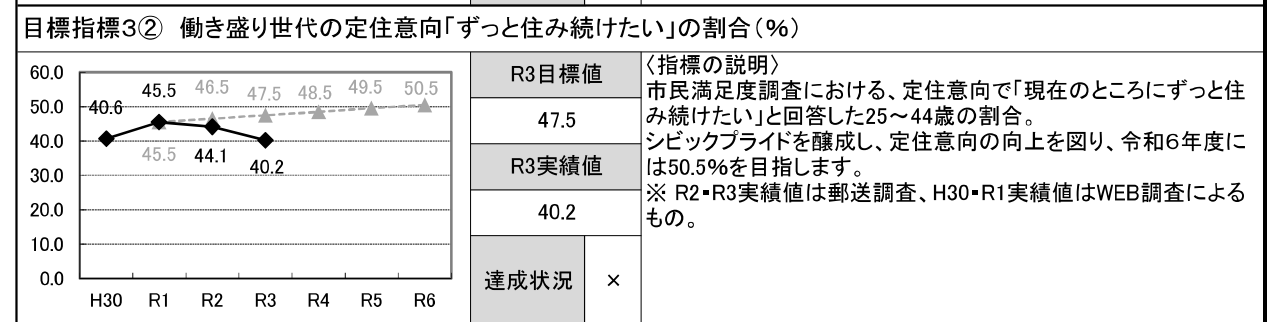 目標指標3② 働き盛り世代の定住意向「ずっと住み続けたい」の割合(%)
60.0
50.0
40.0
30.0
20.0
10.0
0.0
40.6
45.5
46.5
47.5
48.5
49.5
50.5
45.5
44.1
40.2
H30
R1
R2
R3
R4
R5
R6
R3目標値
47.5
R3実績値
40.2
達成状況
×
〈指標の説明〉
市民満足度調査における、定住意向で「現在のところにずっと住
み続けたい」と回答した25~44歳の割合。
シビックプライドを醸成し、定住意向の向上を図り、令和6年度に
は50.5%を目指します。
※ R2・R3実績値は郵送調査、H30・R1実績値はWEB調査による
もの。